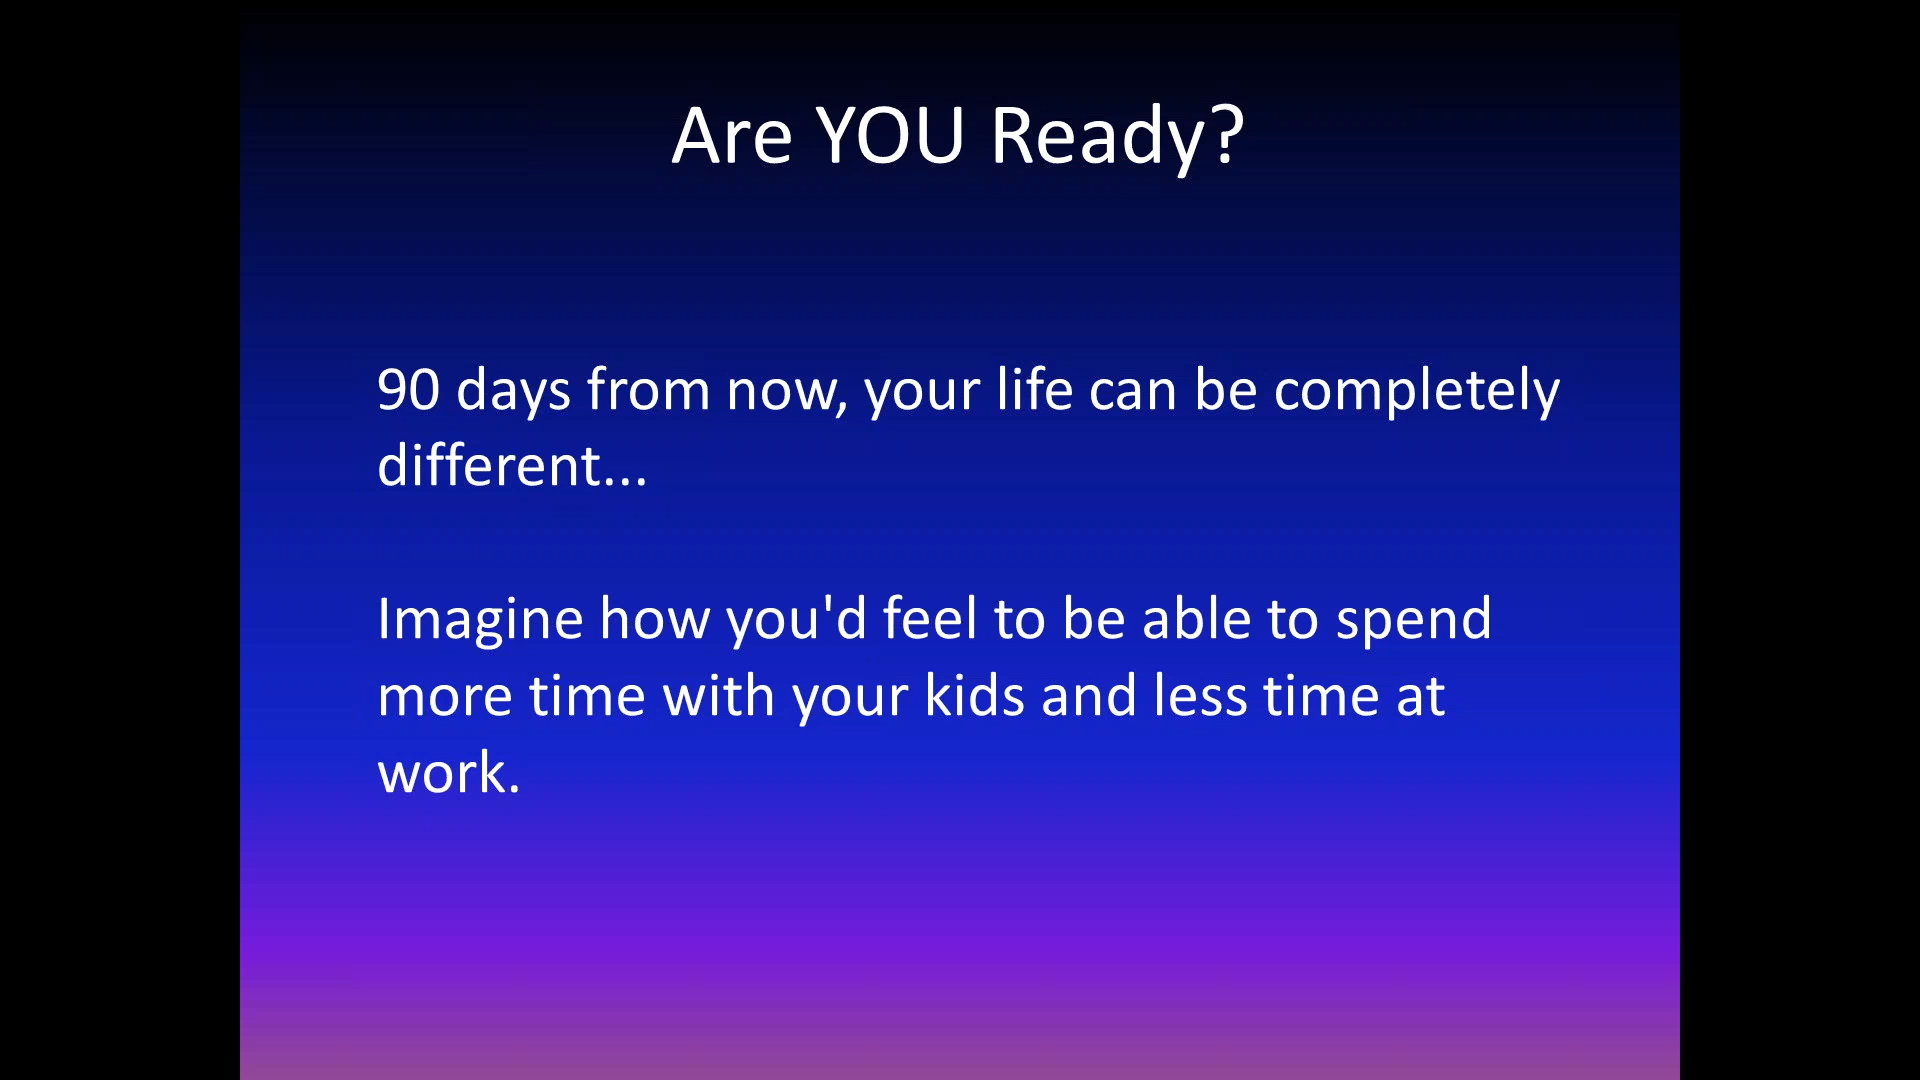 Are YOU Ready?
90 days from now, your life can be completely
different...
Imagine how you'd feel to be able to spend
more time with your kids and less time at
work.